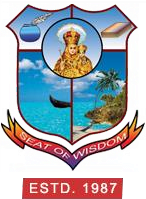 SEAT OF WISDOM
ESTD. 1987